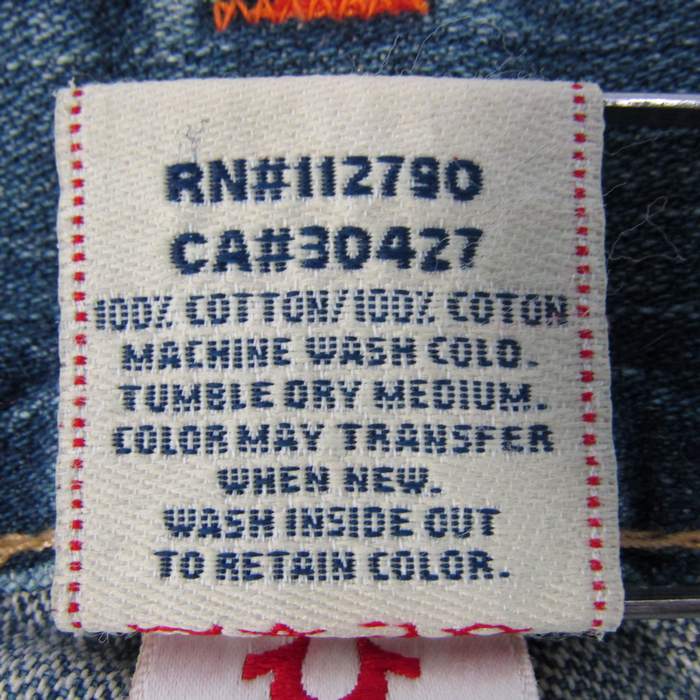 RN#112790
CA#30427
100% COTTON/100% COTON
MACHINE WASH COLD.
TUMBLE DRY MEDIUM.
COLOR MAY TRANSFER
WHEN NEW.
WASH INSIDE OUT
TO RETAIN COLOR.